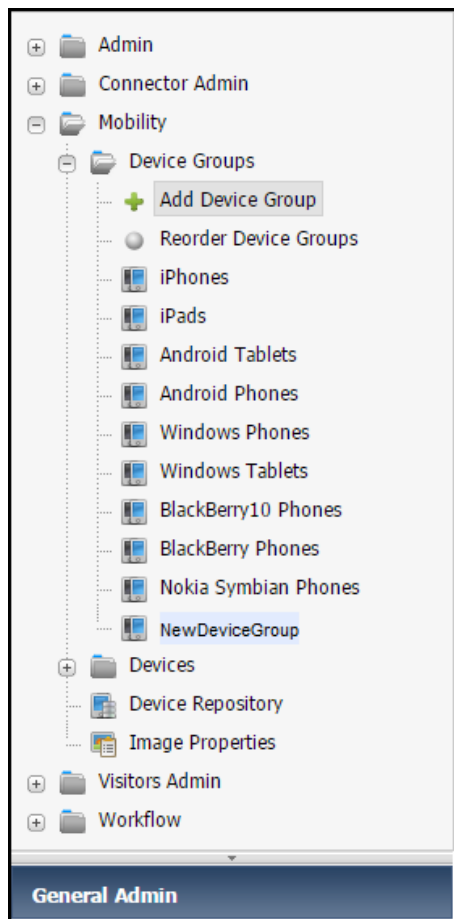 Admin
Connector Admin
Mobility
Device Groups
Add Device Group
Reorder Device Groups
iPhones
iPads
Android Tablets
Android Phones
Windows Phones
Windows Tablets
BlackBerry10 Phones
BlackBerry Phones
Nokia Symbian Phones
NewDeviceGroup
Devices
Device Repository
Image Properties
Visitors Admin
Workflow
General Admin